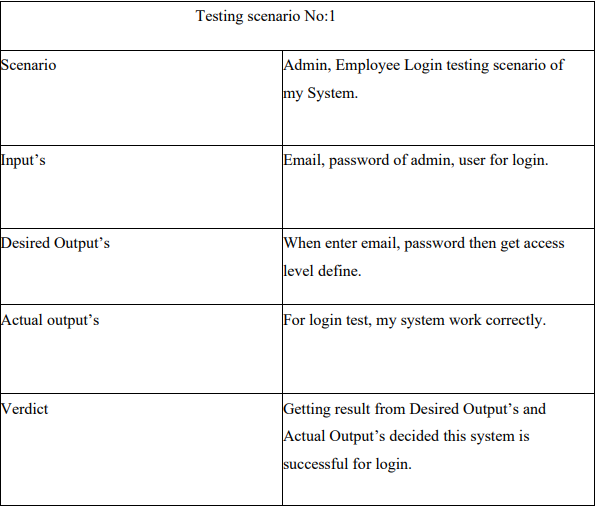 Testing scenario No:1
Scenario
Admin, Employee Login testing scenario of
my System.
Input’s
Email, password of admin, user for login.
Desired Output’s
When enter email, password then get access
level define.
Actual output’s
For login test, my system work correctly.
Verdict
Getting result from Desired Output’s and
Actual Output’s decided this system is
successful for login.